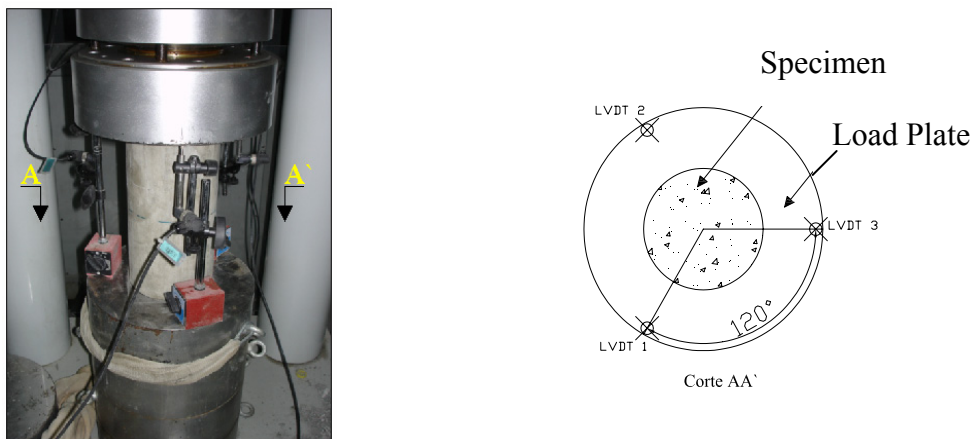 A
A`
Specimen
LVDT 2
Load Plate
LVDT 3
LVDT 1
120°
Corte AA`